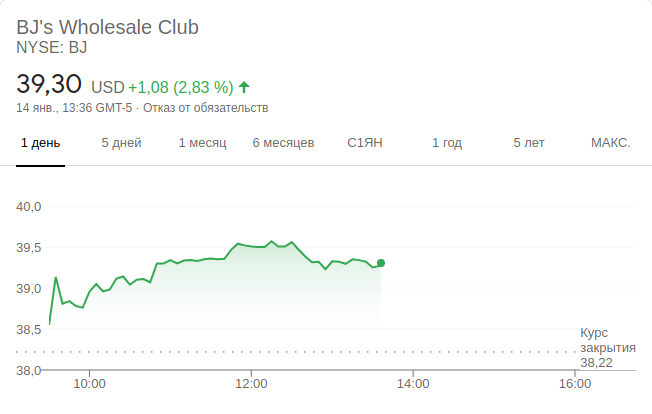 BJ's Wholesale Club
NYSE: BJ
39,30 USD +1,08 (2,83 %)
14 янв., 13:36 GMT-5 · Отказ от обязательств
1 день 5 дней 1 месяц 6 месяцев С1ЯН 1 год 5 лет МАКС.
40,0
39,5
39,0
38,5
Курс
закрытия
38,22
38,0
10:00 12:00 14:00 16:00